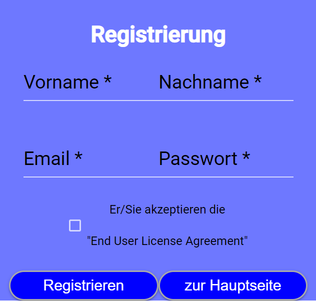 Registrierung
Vorname * Nachname *
Email * Passwort *
Er/Sie akzeptieren die
"End User License Agreement"
Registrieren zur Hauptseite